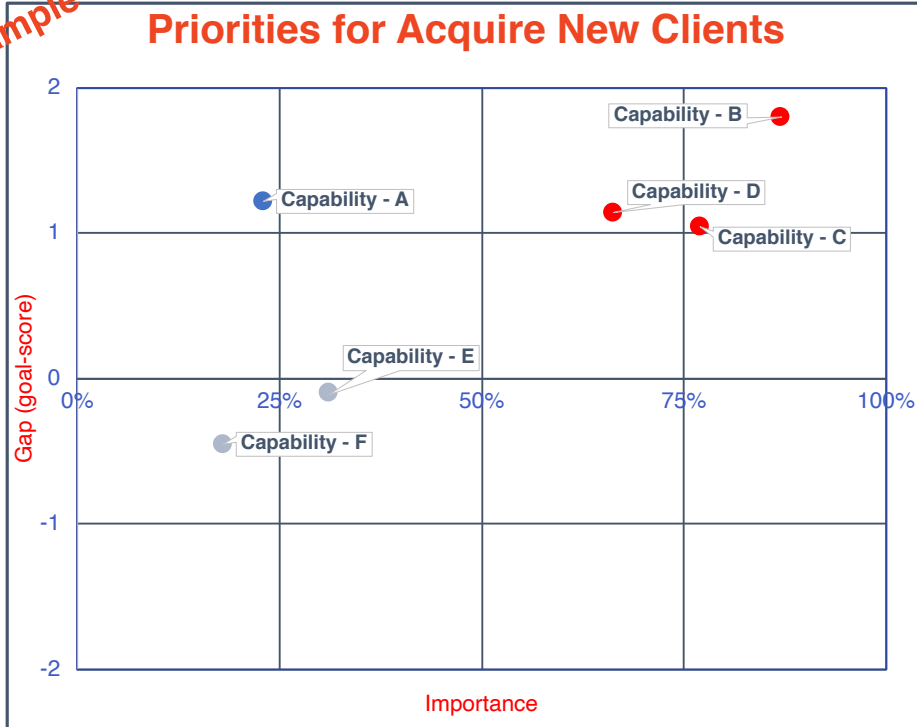 Priorities for Acquire New Clients
2
Capability - B
Capability - D
Capability - A
1
Capability - C
Gap (goal-score)
Capability - E
0
0%
25%
50%
75%
100%
Capability - F
-1
-2
Importance